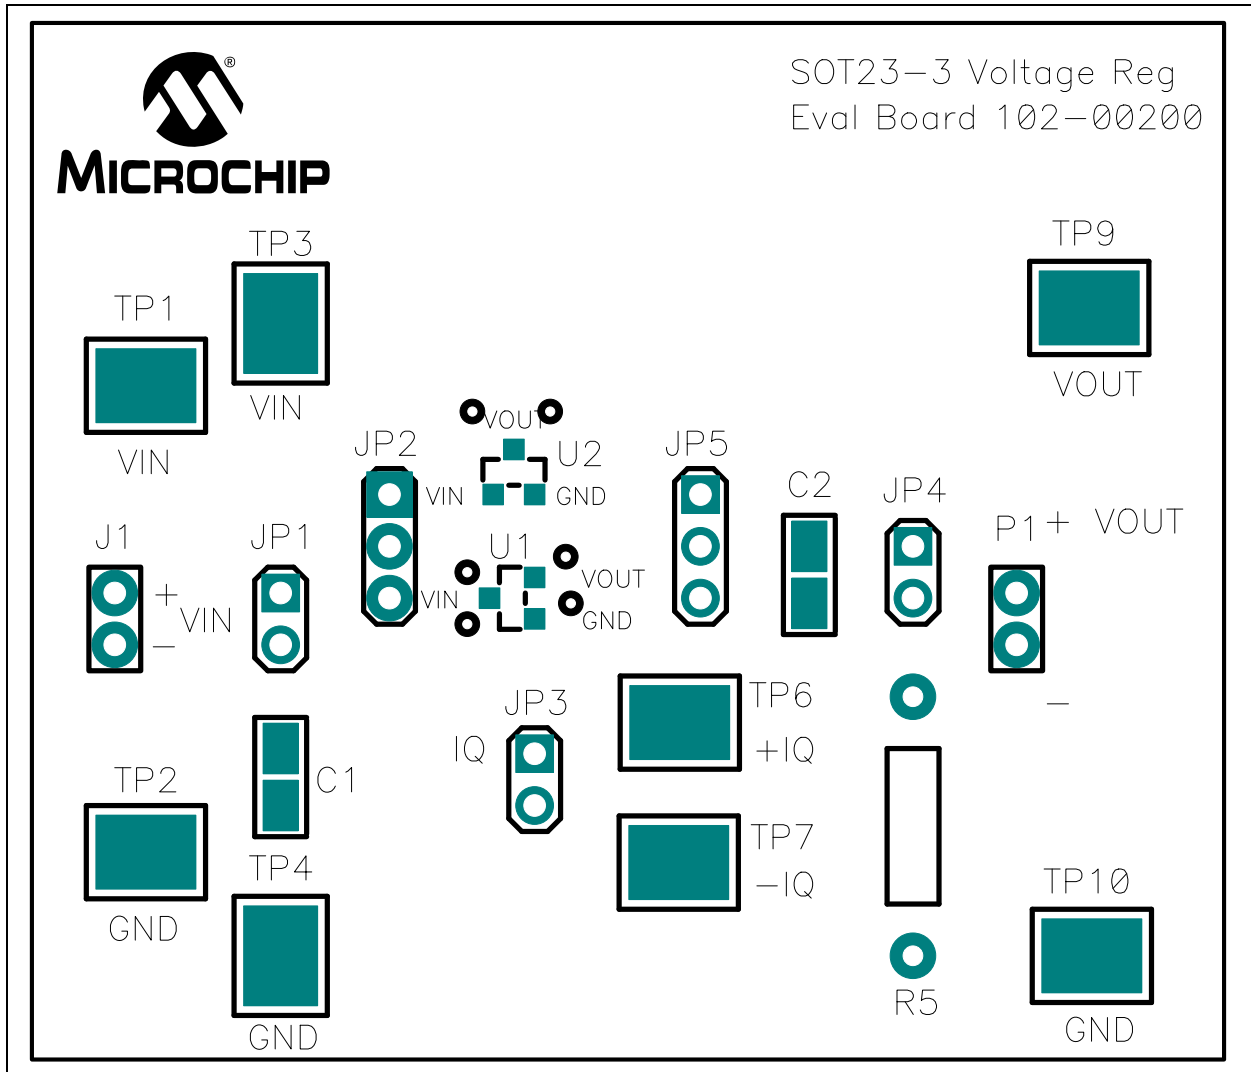 MICROCHIP
®
SOT23-3 Voltage Reg
Eval Board 102-00200
TP3
VIN
TP1
VIN
TP9
VOUT
JP2
VIN
VIN
VOUT
U2
GND
U1
VOUT
GND
JP5
C2
JP4
P1
+ VOUT
-
J1
+
VIN
-
JP1
JP3
IQ
TP6
+IQ
TP7
-IQ
C1
TP2
GND
TP4
GND
R5
TP10
GND